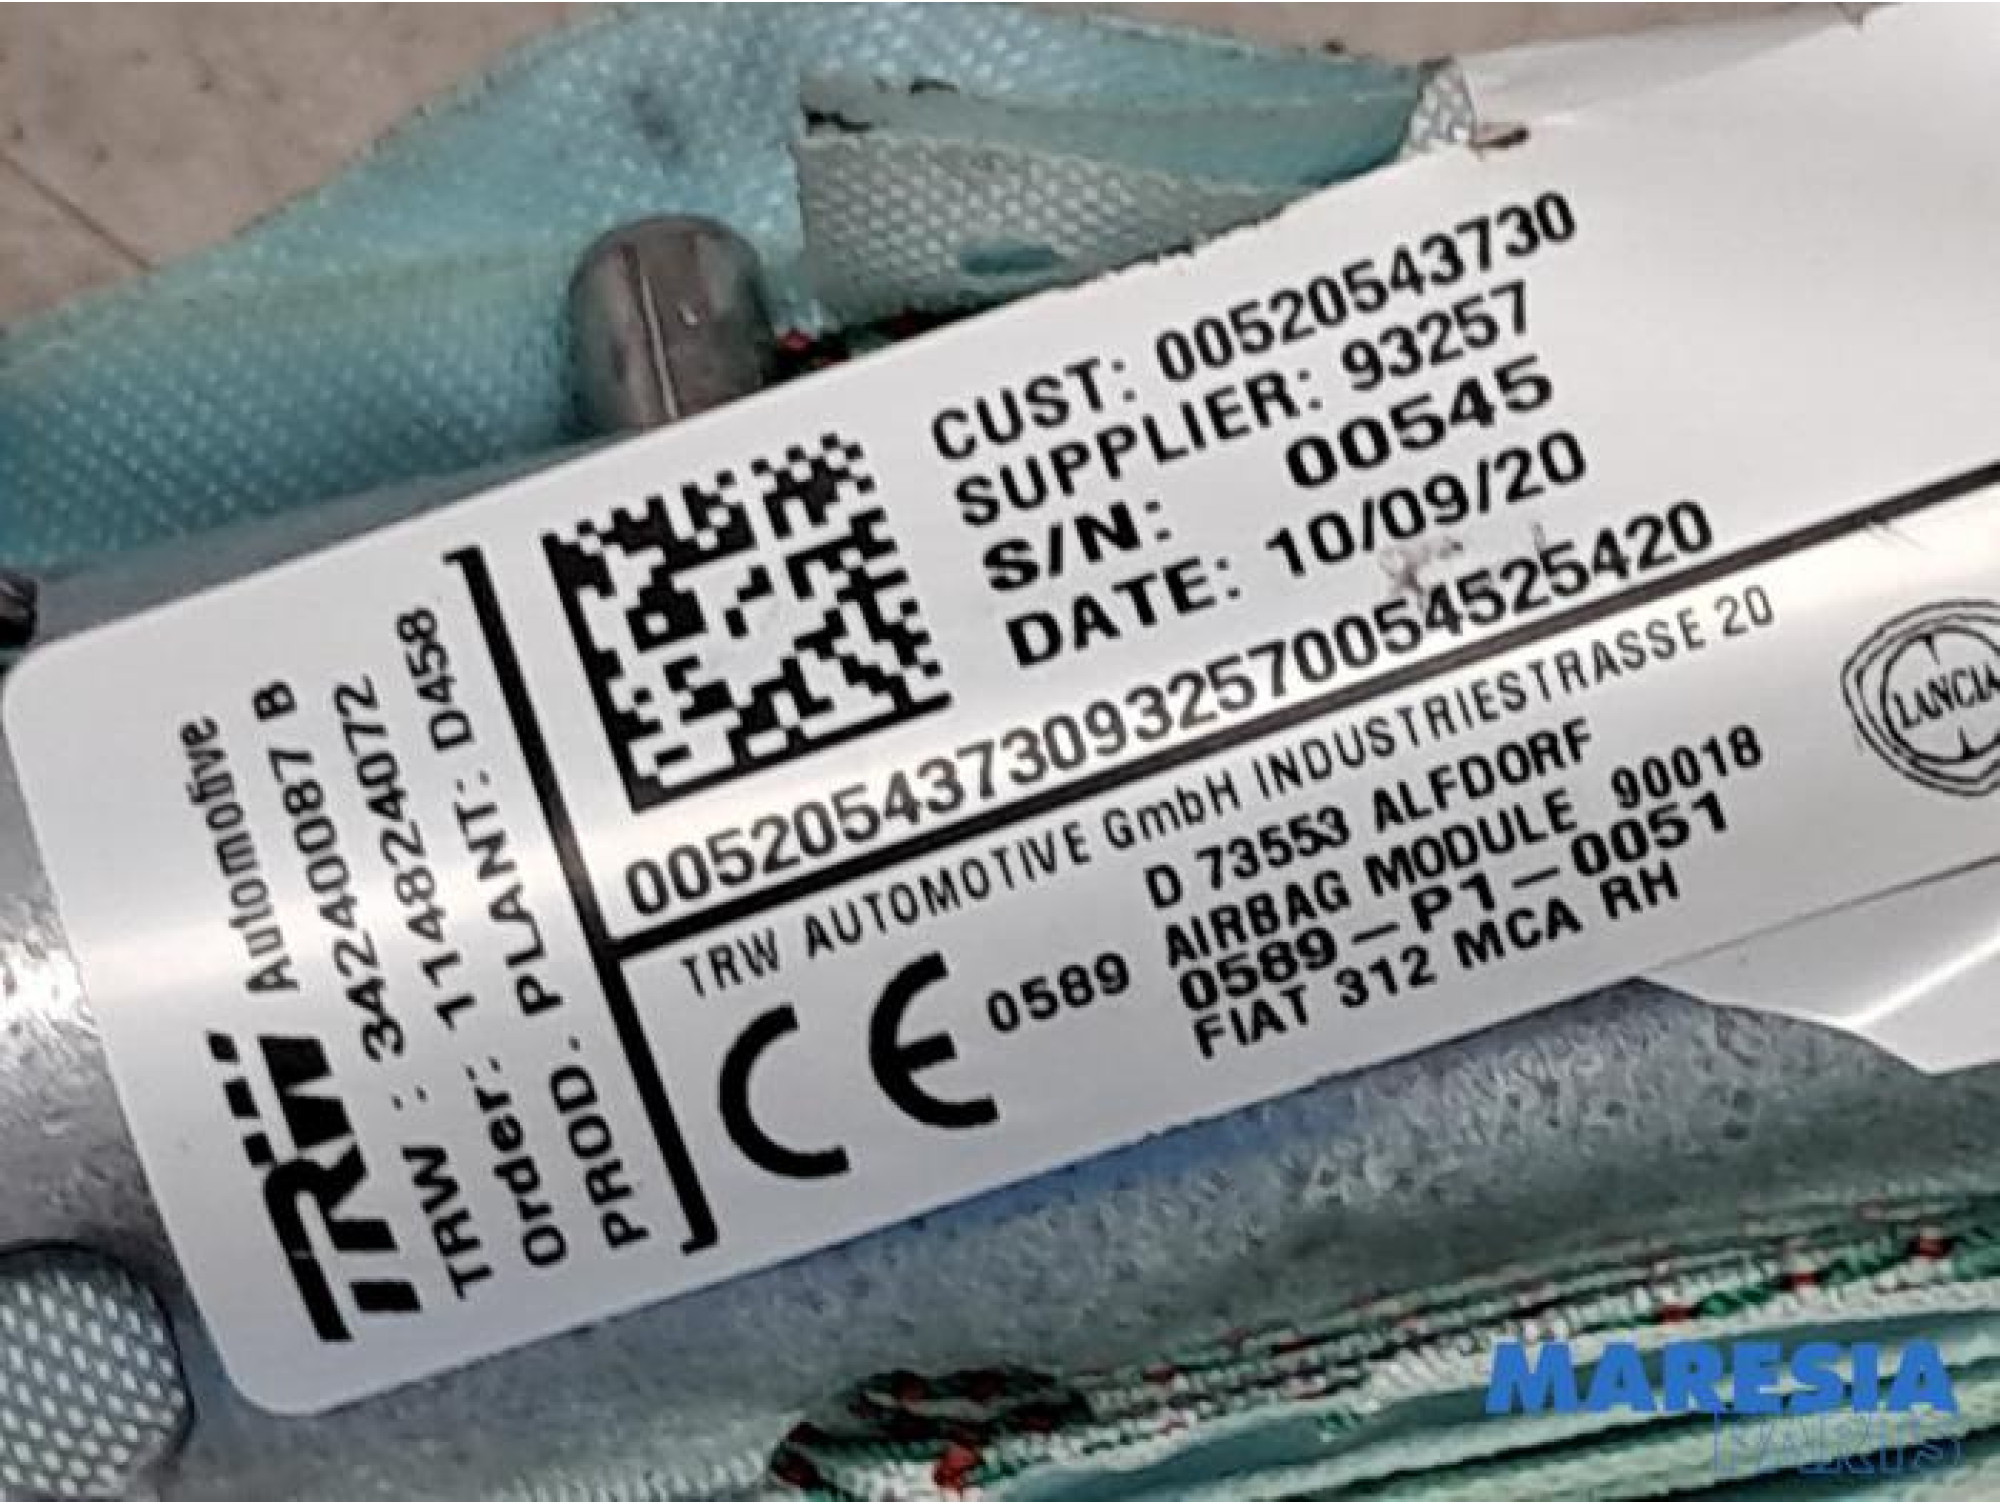 TRW Automotive
TRW : 34240087 B
Order: 114824072
PROD. PLANT: D458
CUST: 00520543730
SUPPLIER: 93257
S/N: 00545
DATE: 10/09/20
00520543730932570054525420
TRW AUTOMOTIVE GmbH INDUSTRIESTRASSE 20
D 73553 ALFDORF
CE 0589
AIRBAG MODULE 90018
0589-P1-0051
FIAT 312 MCA RH
LANCIA
MARESIA
PARTS